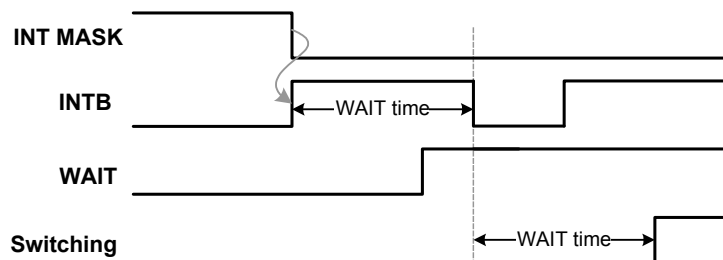 INT MASK
INTB
WAIT time
WAIT
WAIT time
Switching